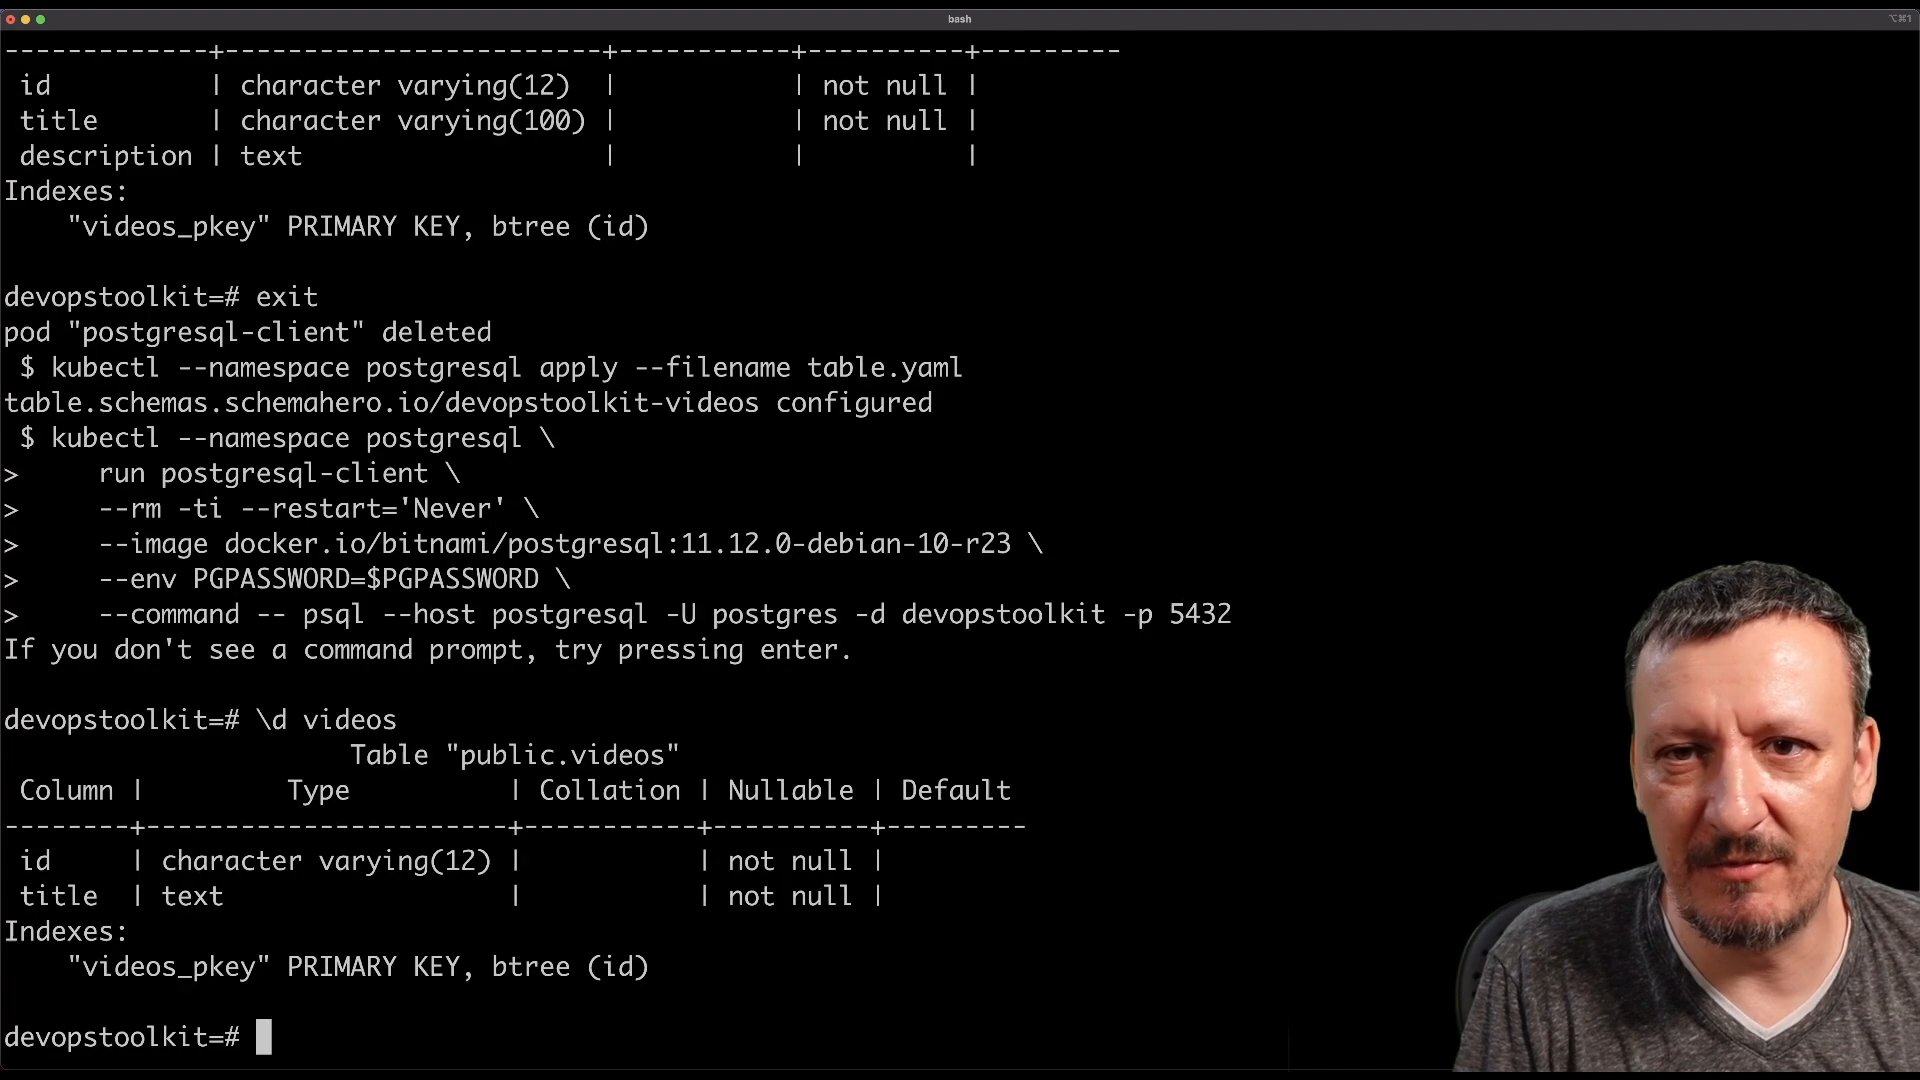 bash
⌥⌘1
-------------+------------------------+-----------+----------+---------
id | character varying(12) | | not null |
title | character varying(100) | | not null |
description | text | | |
Indexes:
"videos_pkey" PRIMARY KEY, btree (id)
devopstoolkit=# exit
pod "postgresql-client" deleted
$ kubectl --namespace postgresql apply --filename table.yaml
table.schemas.schemahero.io/devopstoolkit-videos configured
$ kubectl --namespace postgresql \
> run postgresql-client \
> --rm -ti --restart='Never' \
> --image docker.io/bitnami/postgresql:11.12.0-debian-10-r23 \
> --env PGPASSWORD=$PGPASSWORD \
> --command -- psql --host postgresql -U postgres -d devopstoolkit -p 5432
If you don't see a command prompt, try pressing enter.
devopstoolkit=# \d videos
Table "public.videos"
Column | Type | Collation | Nullable | Default
--------+-----------------------+-----------+----------+---------
id | character varying(12) | | not null |
title | text | | not null |
Indexes:
"videos_pkey" PRIMARY KEY, btree (id)
devopstoolkit=#